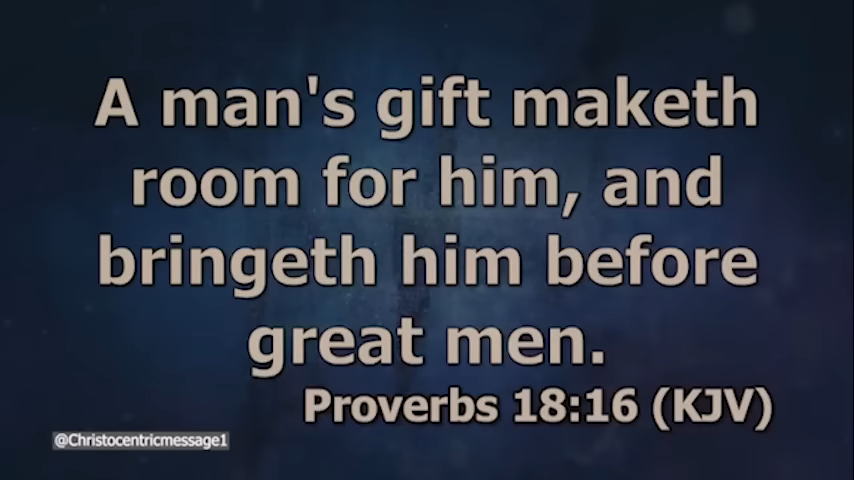 A man's gift maketh
room for him, and
bringeth him before
great men.
Proverbs 18:16 (KJV)
@Christocentricmessage1